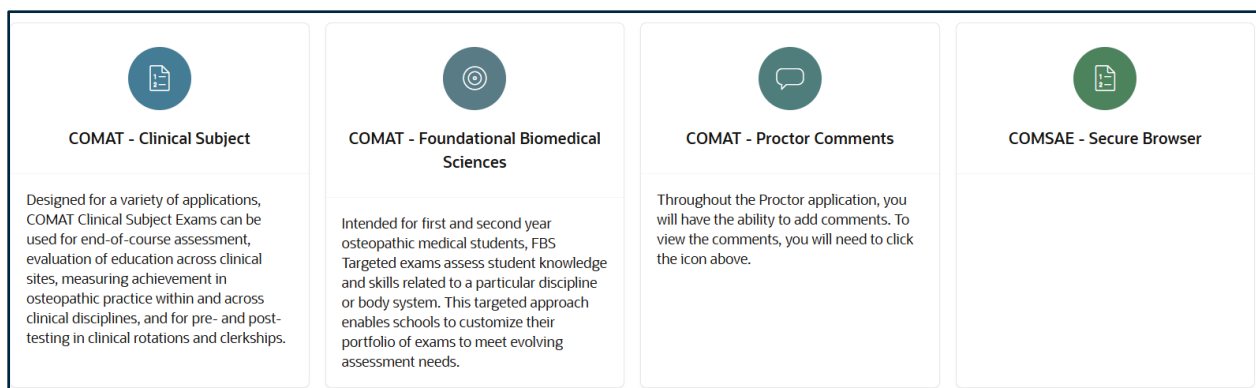 COMAT - Clinical Subject
Designed for a variety of applications,
COMAT Clinical Subject Exams can be
used for end-of-course assessment,
evaluation of education across clinical
sites, measuring achievement in
osteopathic practice within and across
clinical disciplines, and for pre- and post-
testing in clinical rotations and clerkships.
COMAT - Foundational Biomedical
Sciences
Intended for first and second year
osteopathic medical students, FBS
Targeted exams assess student knowledge
and skills related to a particular discipline
or body system. This targeted approach
enables schools to customize their
portfolio of exams to meet evolving
assessment needs.
COMAT - Proctor Comments
Throughout the Proctor application, you
will have the ability to add comments. To
view the comments, you will need to click
the icon above.
COMSAE - Secure Browser